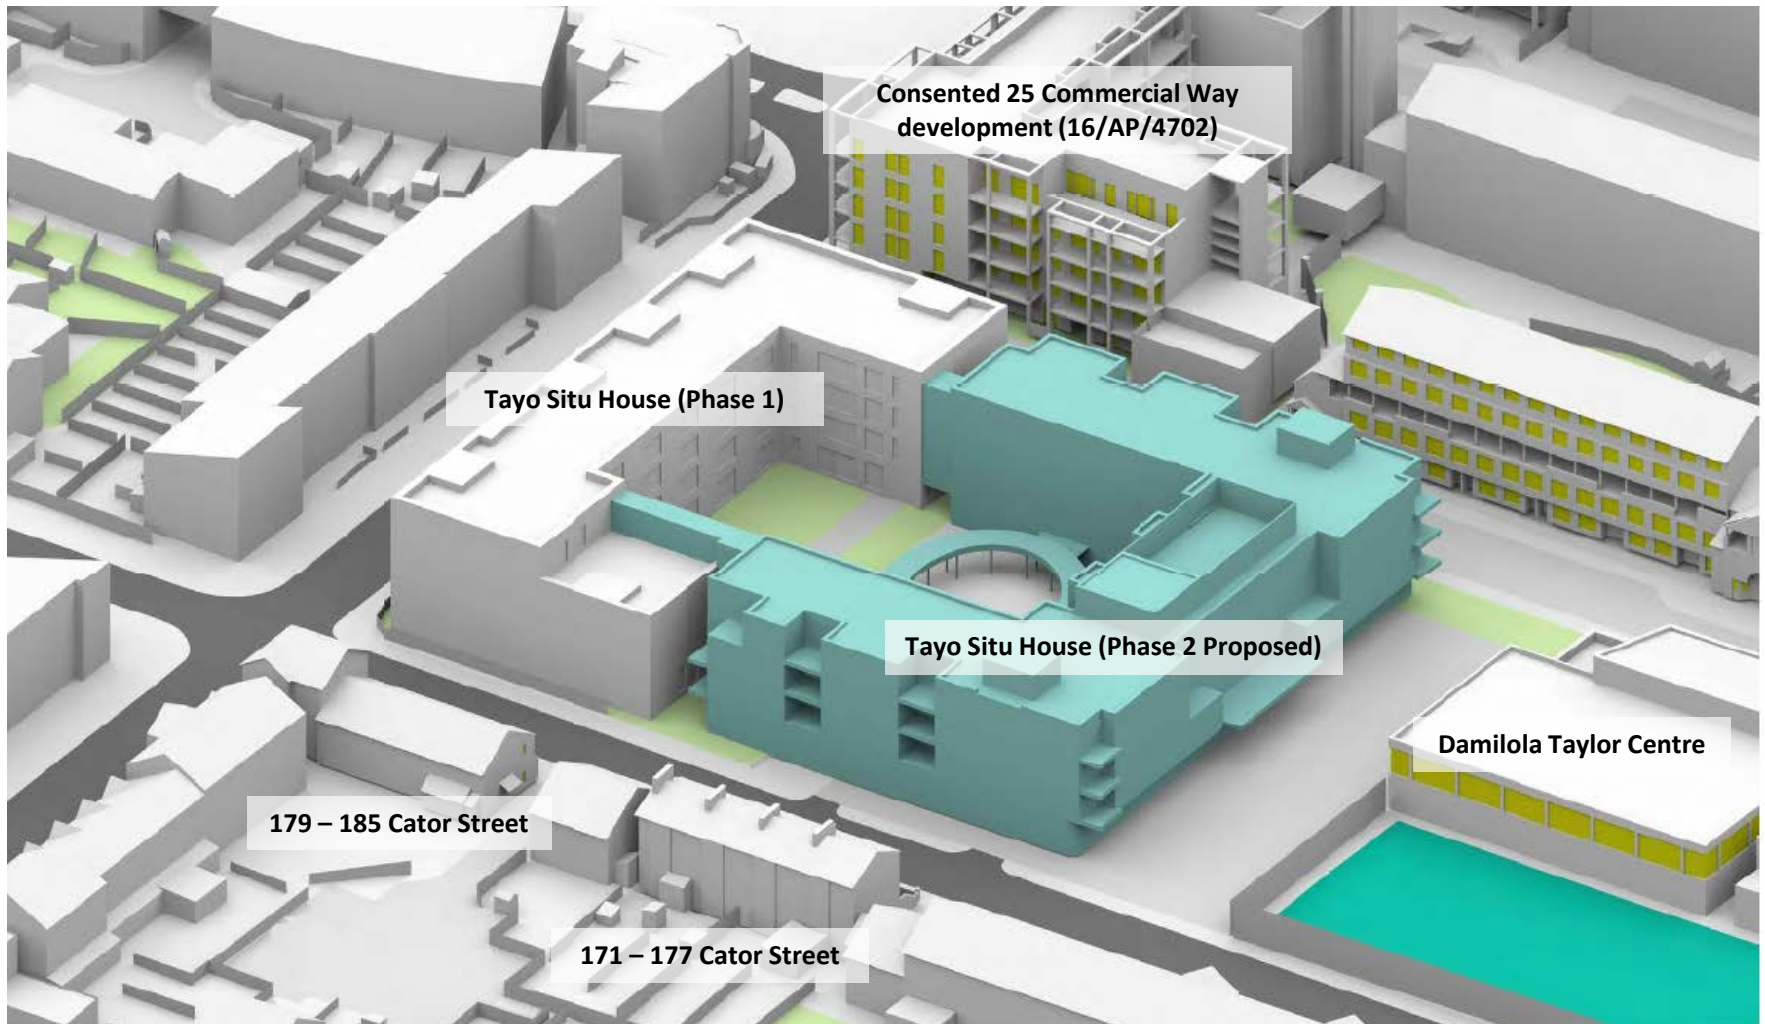 Consented 25 Commercial Way
development (16/AP/4702)
Tayo Situ House (Phase 1)
Tayo Situ House (Phase 2 Proposed)
Damilola Taylor Centre
179 – 185 Cator Street
171 – 177 Cator Street